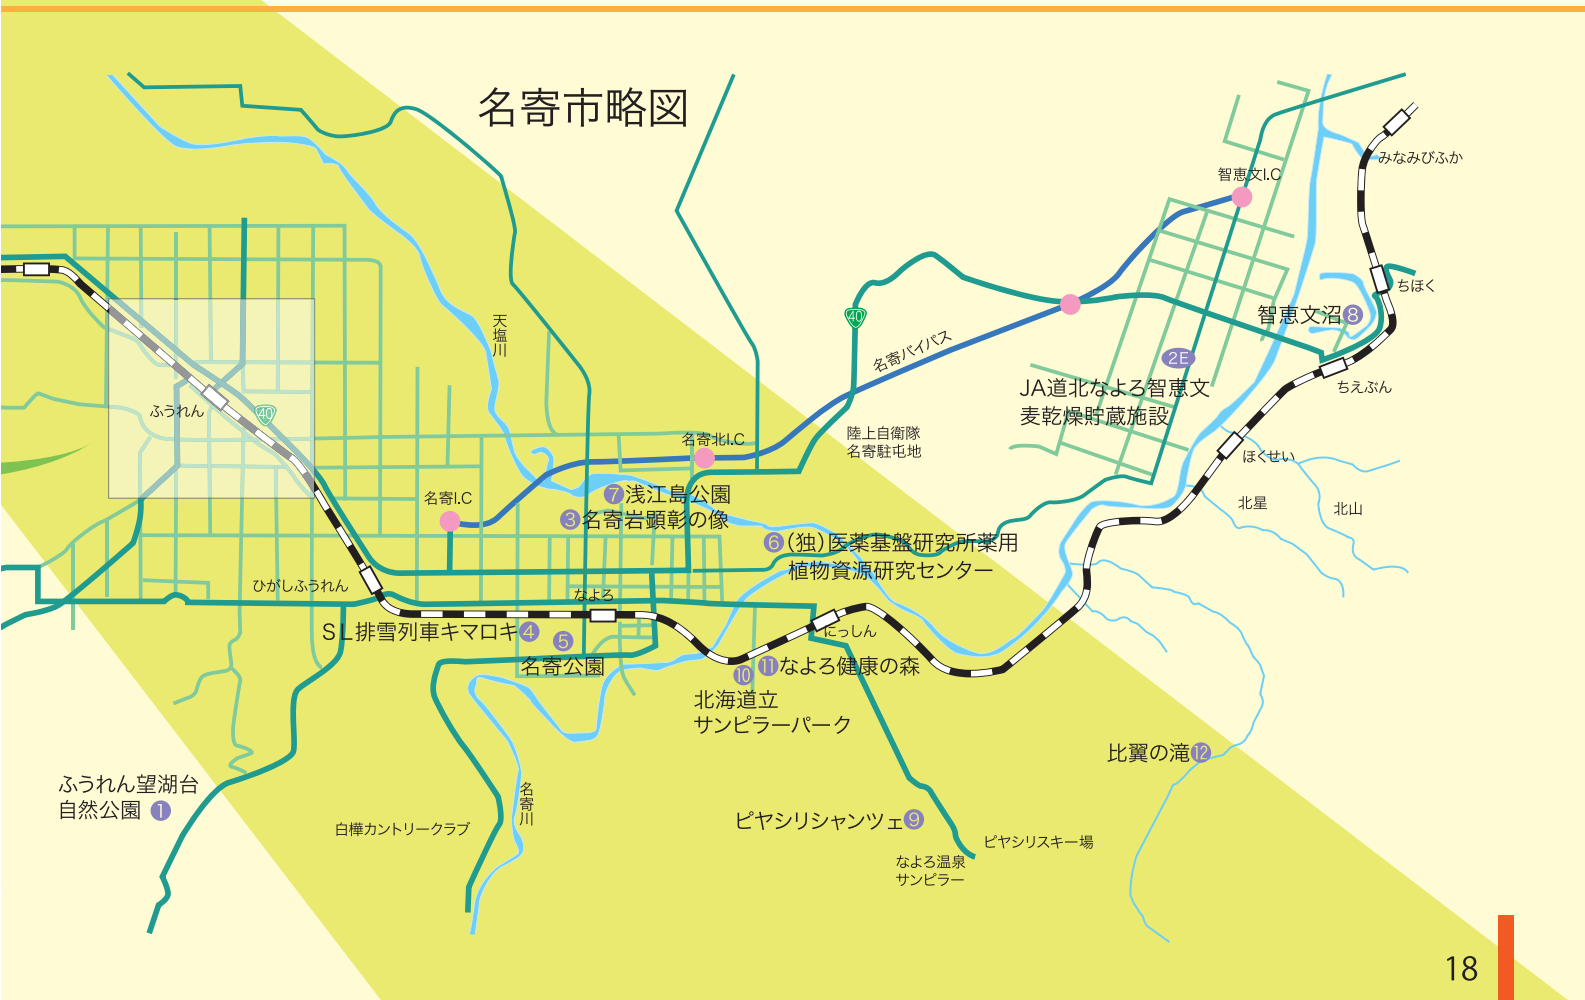 名寄市略図
みなみびふか
智恵文I.C
ちほく
智恵文沼8
天塩川
40
名寄バイパス
2E
JA道北なよろ智恵文
麦乾燥貯蔵施設
ちえぶん
ふうれん
40
名寄北I.C
陸上自衛隊
名寄駐屯地
ほくせい
名寄I.C
7浅江島公園
3名寄岩顕彰の像
北星
北山
6(独)医薬基盤研究所薬用
植物資源研究センター
ひがしふうれん
なよろ
SL排雪列車キマロキ4
5
名寄公園
にっしん
10
11なよろ健康の森
北海道立
サンピラーパーク
比翼の滝12
ふうれん望湖台
自然公園 1
名寄川
白樺カントリークラブ
ピヤシリシャンツェ9
ピヤシリスキー場
なよろ温泉
サンピラー
18